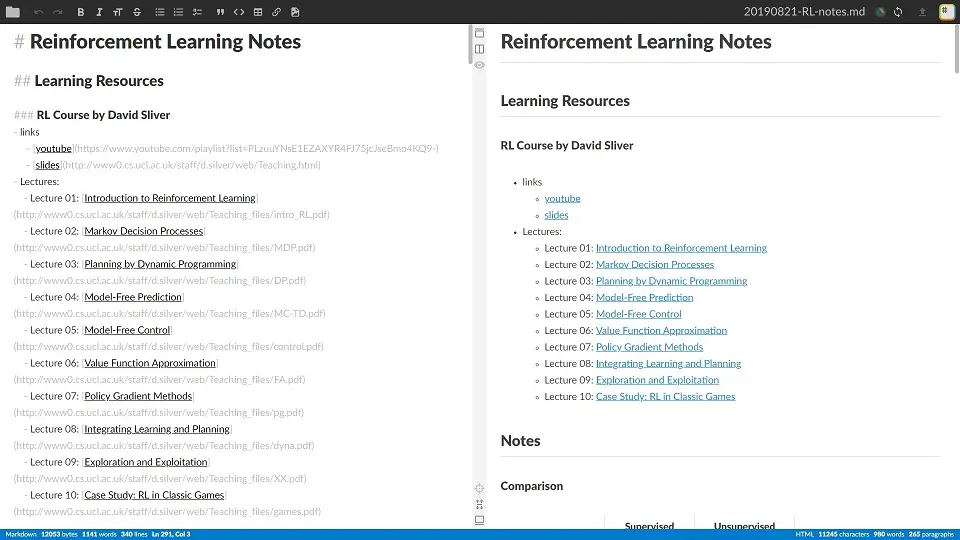 20190821-RL-notes.md
# Reinforcement Learning Notes
## Learning Resources
### RL Course by David Sliver
- links
- [youtube](https://www.youtube.com/playlist?list=PLzuuYNsE1EZAXYR4FJ75jcJseBmo4KQ9-)
- [slides](http://www0.cs.ucl.ac.uk/staff/d.silver/web/Teaching.html)
- Lectures:
- Lecture 01: [Introduction to Reinforcement Learning]
(http://www0.cs.ucl.ac.uk/staff/d.silver/web/Teaching_files/intro_RL.pdf)
- Lecture 02: [Markov Decision Processes]
(http://www0.cs.ucl.ac.uk/staff/d.silver/web/Teaching_files/MDP.pdf)
- Lecture 03: [Planning by Dynamic Programming]
(http://www0.cs.ucl.ac.uk/staff/d.silver/web/Teaching_files/DP.pdf)
- Lecture 04: [Model-Free Prediction]
(http://www0.cs.ucl.ac.uk/staff/d.silver/web/Teaching_files/MC-TD.pdf)
- Lecture 05: [Model-Free Control]
(http://www0.cs.ucl.ac.uk/staff/d.silver/web/Teaching_files/control.pdf)
- Lecture 06: [Value Function Approximation]
(http://www0.cs.ucl.ac.uk/staff/d.silver/web/Teaching_files/FA.pdf)
- Lecture 07: [Policy Gradient Methods]
(http://www0.cs.ucl.ac.uk/staff/d.silver/web/Teaching_files/pg.pdf)
- Lecture 08: [Integrating Learning and Planning]
(http://www0.cs.ucl.ac.uk/staff/d.silver/web/Teaching_files/dyna.pdf)
- Lecture 09: [Exploration and Exploitation]
(http://www0.cs.ucl.ac.uk/staff/d.silver/web/Teaching_files/XX.pdf)
- Lecture 10: [Case Study: RL in Classic Games]
(http://www0.cs.ucl.ac.uk/staff/d.silver/web/Teaching_files/games.pdf)
Reinforcement Learning Notes
Learning Resources
RL Course by David Sliver
• links
◦ youtube
◦ slides
• Lectures:
◦ Lecture 01: Introduction to Reinforcement Learning
◦ Lecture 02: Markov Decision Processes
◦ Lecture 03: Planning by Dynamic Programming
◦ Lecture 04: Model-Free Prediction
◦ Lecture 05: Model-Free Control
◦ Lecture 06: Value Function Approximation
◦ Lecture 07: Policy Gradient Methods
◦ Lecture 08: Integrating Learning and Planning
◦ Lecture 09: Exploration and Exploitation
◦ Lecture 10: Case Study: RL in Classic Games
Notes
Comparison
Supervised Unsupervised
Markdown 12053 bytes 1141 words 340 lines Ln 291, Col 3
HTML 11245 characters 980 words 265 paragraphs